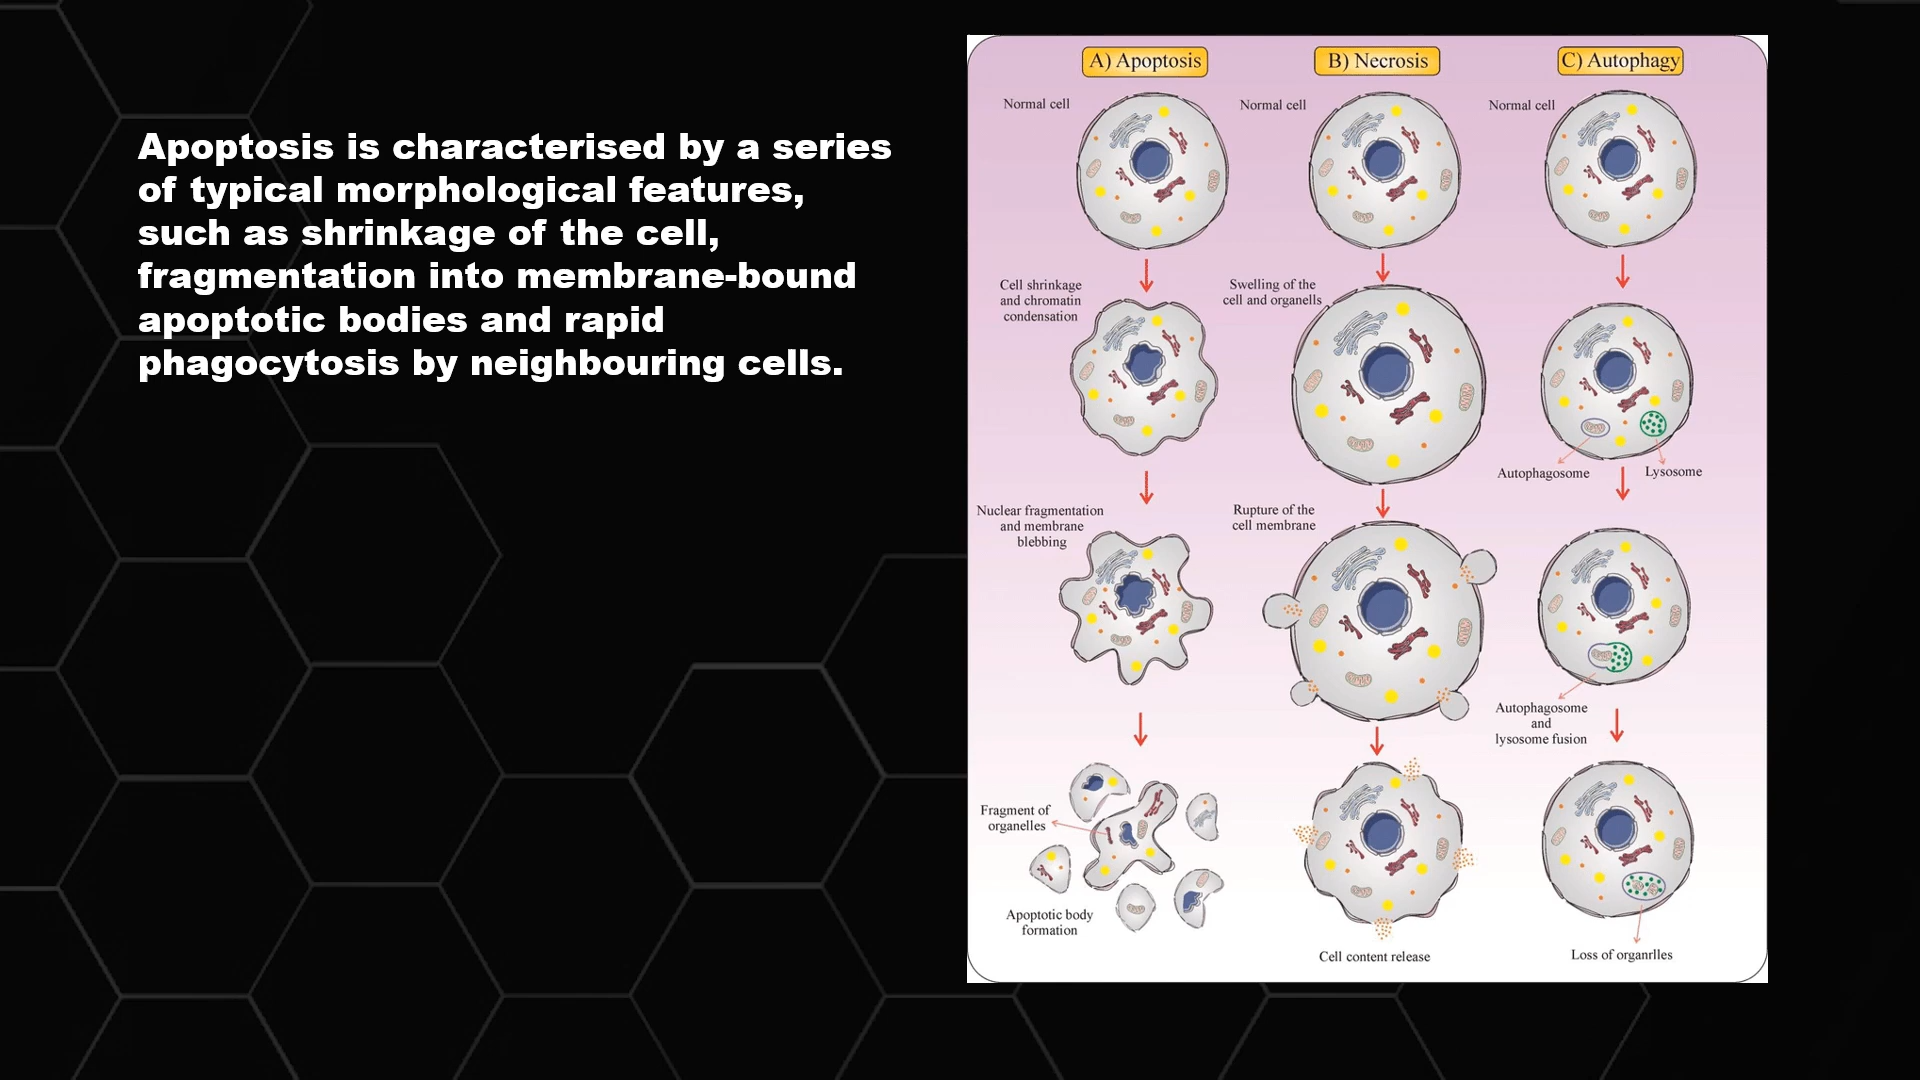 Apoptosis is characterised by a series
of typical morphological features,
such as shrinkage of the cell,
fragmentation into membrane-bound
apoptotic bodies and rapid
phagocytosis by neighbouring cells.
A) Apoptosis
Normal cell
Cell shrinkage
and chromatin
condensation
Nuclear fragmentation
and membrane
blebbing
Fragment of
organelles
Apoptotic body
formation
B) Necrosis
Normal cell
Swelling of the
cell and organells
Rupture of the
cell membrane
Cell content release
C) Autophagy
Normal cell
Autophagosome
Lysosome
Autophagosome
and
lysosome fusion
Loss of organrlles